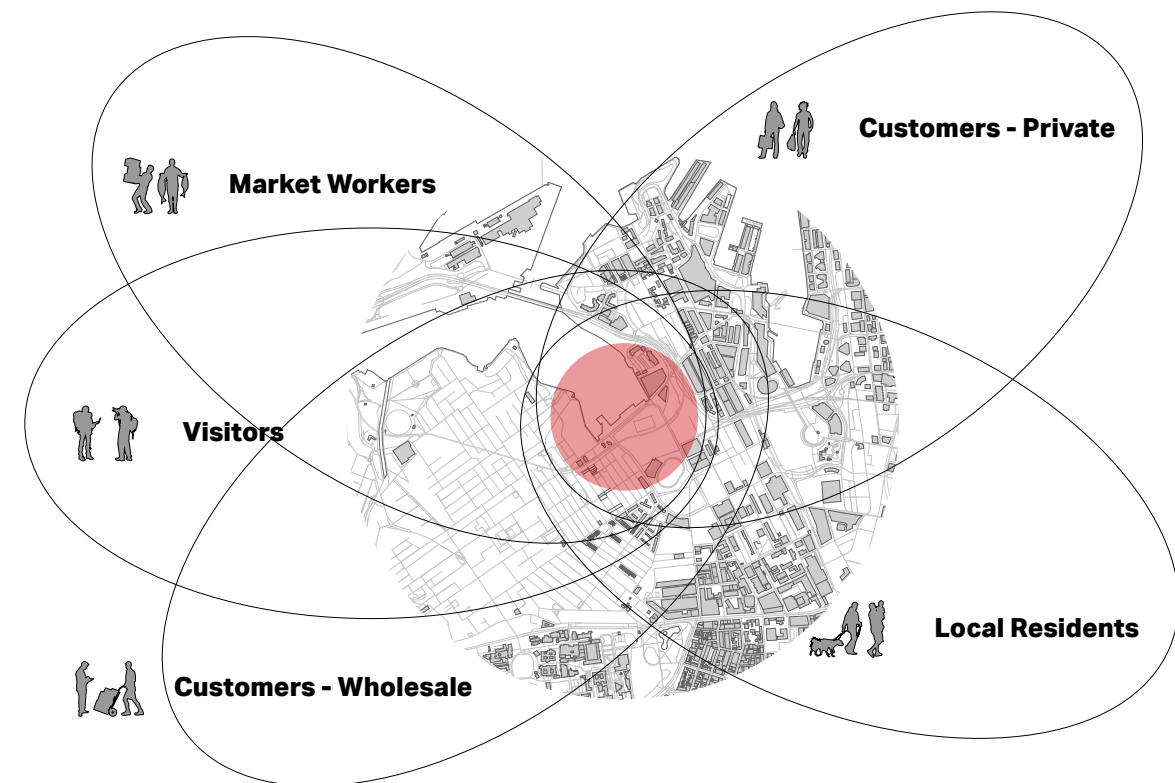 Customers - Private
Market Workers
Visitors
Local Residents
Customers - Wholesale